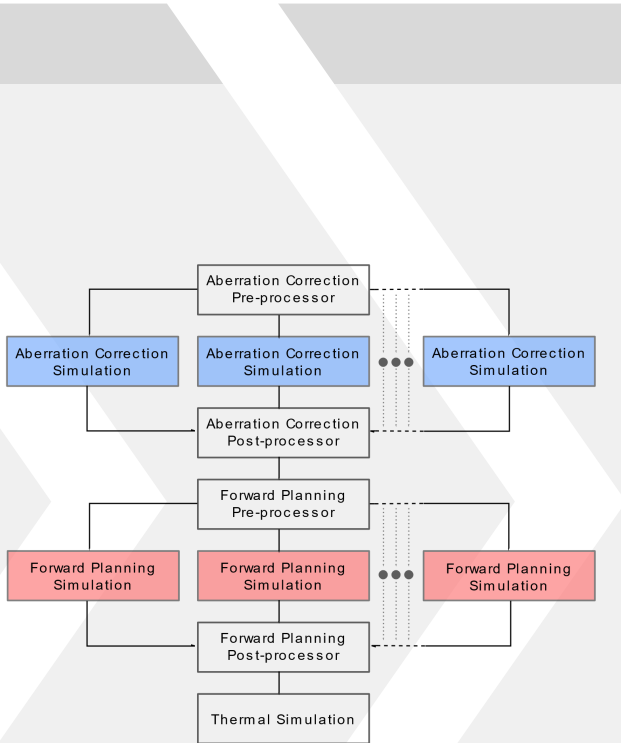 Aberration Correction
Pre-processor
Aberration Correction
Simulation
Aberration Correction
Simulation
Aberration Correction
Simulation
Aberration Correction
Post-processor
Forward Planning
Pre-processor
Forward Planning
Simulation
Forward Planning
Simulation
Forward Planning
Simulation
Forward Planning
Post-processor
Thermal Simulation